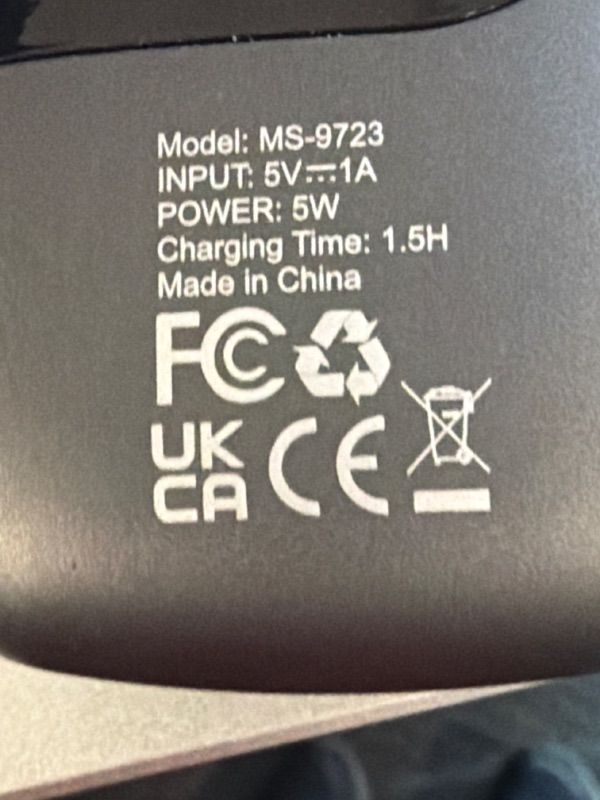 Model: MS-9723
INPUT: 5V⎓1A
POWER: 5W
Charging Time: 1.5H
Made in China
FC
UK
CA CE